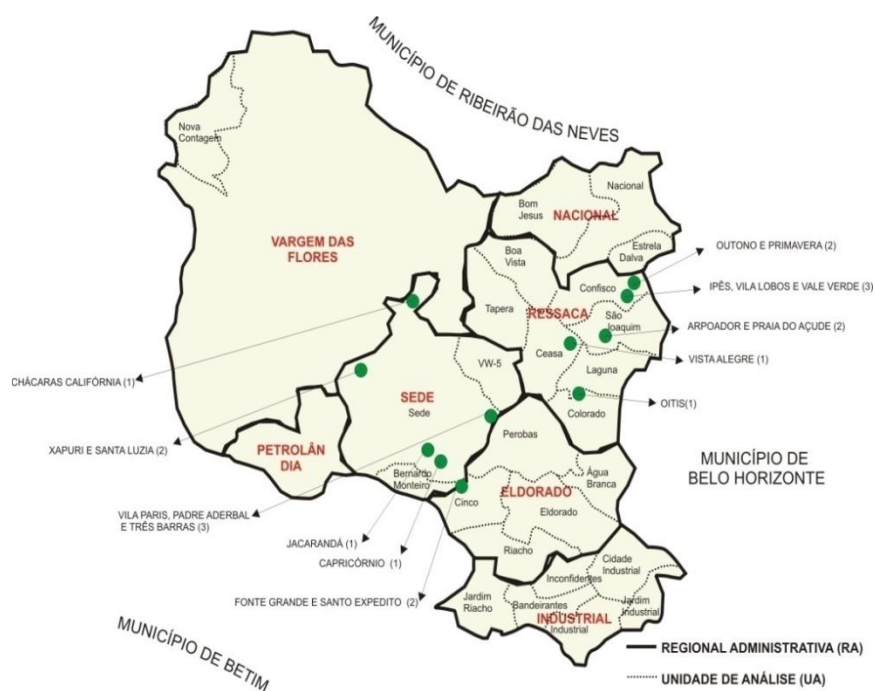 MUNICÍPIO DE RIBEIRÃO DAS NEVES
Nova
Contagem
Nacional
Bom
Jesus
NACIONAL
Estrela
Dalva
VARGEM DAS
FLORES
Boa
Vista
Confisco
OUTONO E PRIMAVERA (2)
IPÊS, VILA LOBOS E VALE VERDE (3)
Tapera
RESSACA
São
Joaquim
ARPOADOR E PRAIA DO AÇUDE (2)
Ceasa
VISTA ALEGRE (1)
VW-5
Laguna
CHÁCARAS CALIFÓRNIA (1)
OITIS(1)
SEDE
Sede
Colorado
XAPURI E SANTA LUZIA (2)
Perobas
PETROLÂN
DIA
MUNICÍPIO DE
BELO HORIZONTE
Bernardo
Monteiro
Água
Branca
ELDORADO
Cinco
Eldorado
VILA PARIS, PADRE ADERBAL
E TRÊS BARRAS (3)
JACARANDÁ (1)
Riacho
CAPRICÓRNIO (1)
Cidade
Industrial
Inconfidentes
FONTE GRANDE E SANTO EXPEDITO (2)
Jardim
Riacho
Bandeirantes
Jardim
Industrial
INDUSTRIAL
Industrial
MUNICÍPIO DE BETIM
REGIONAL ADMINISTRATIVA (RA)
UNIDADE DE ANÁLISE (UA)